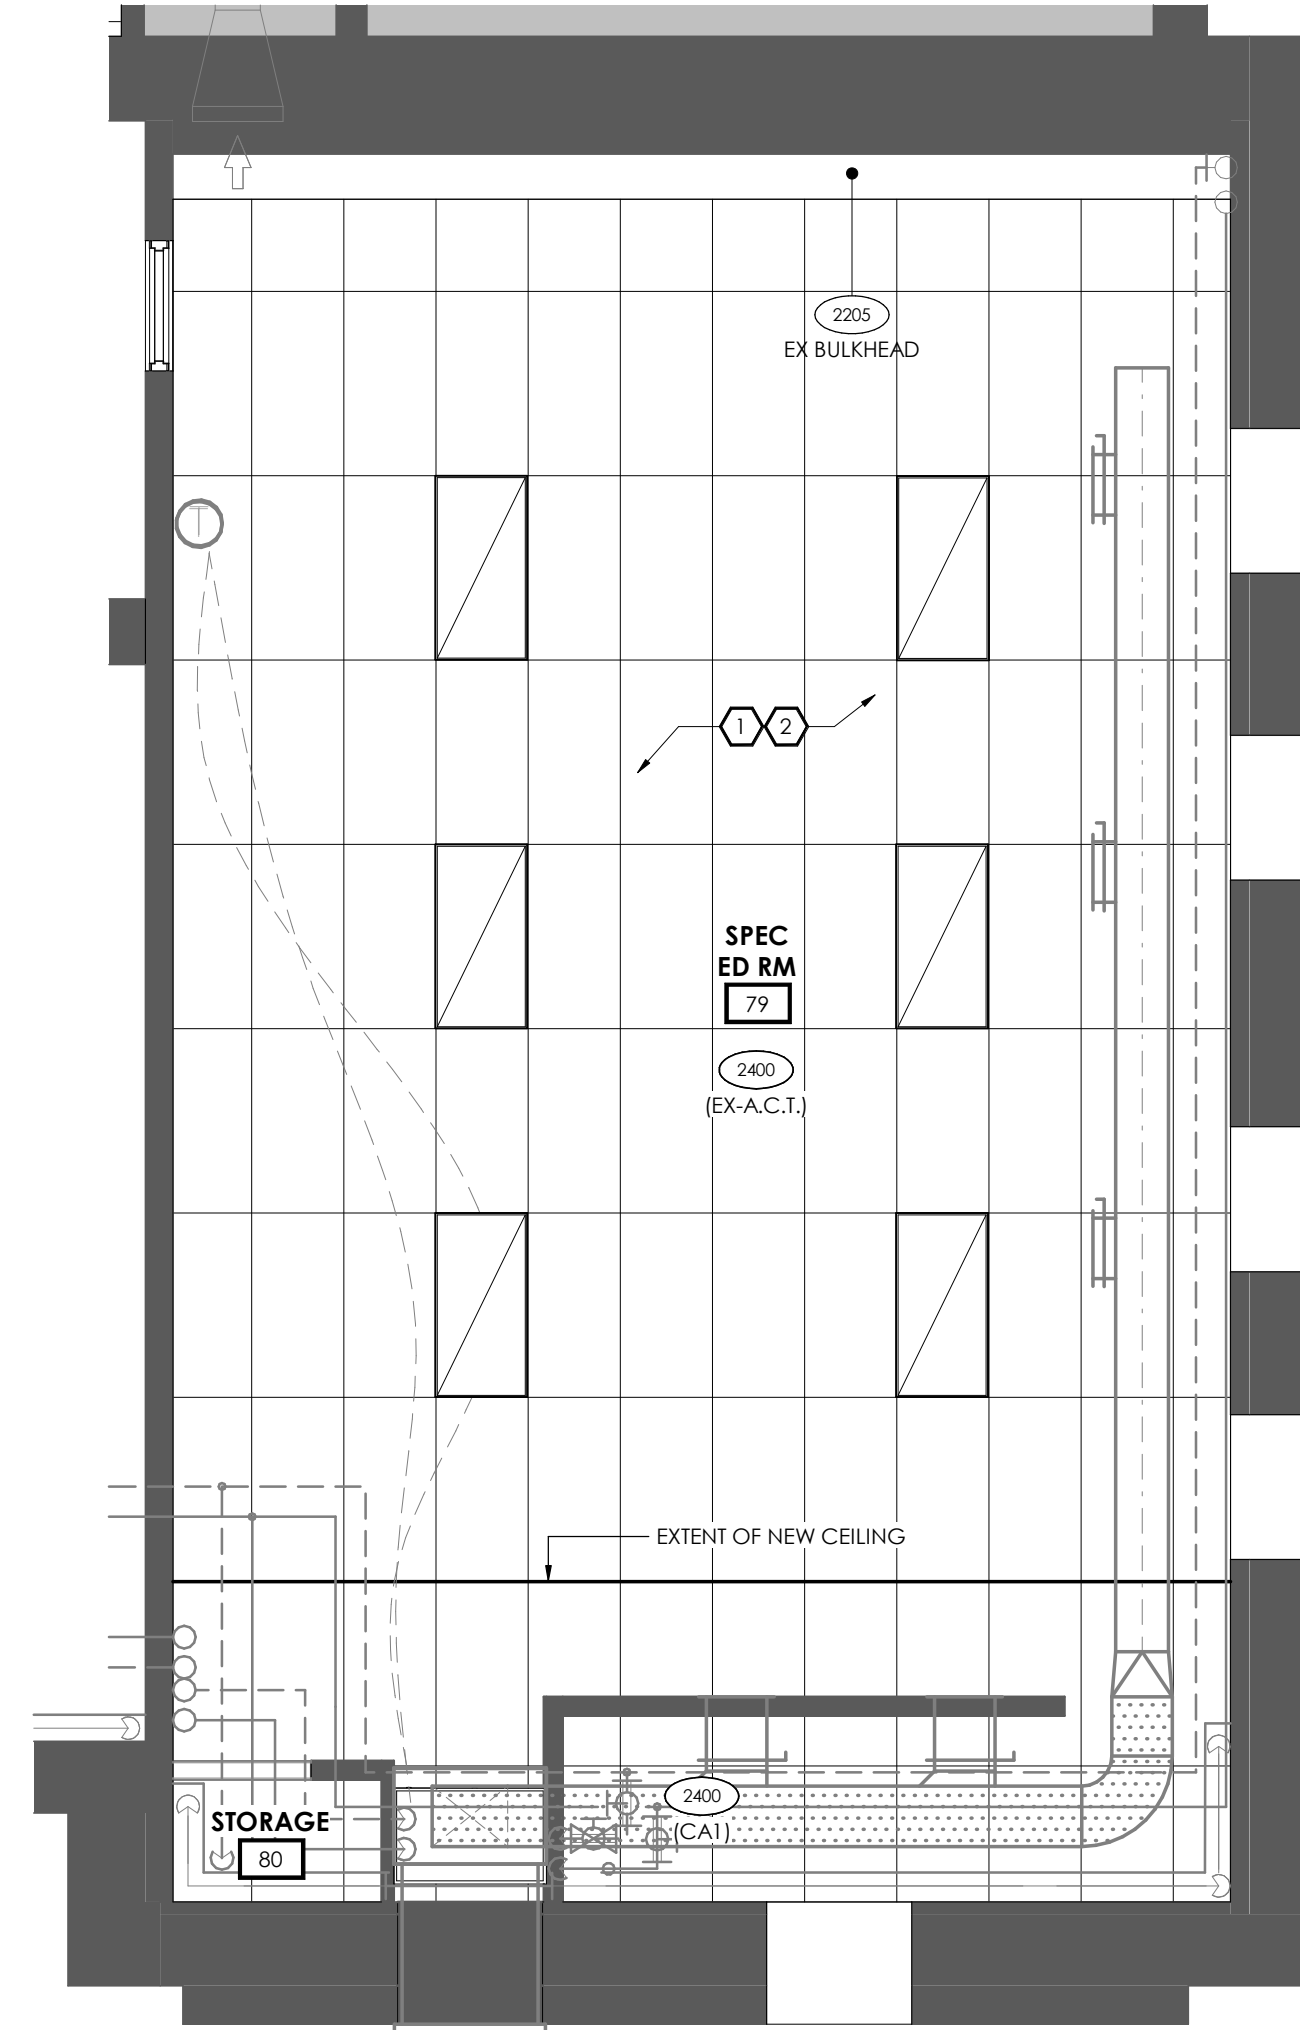 2205
EX BULKHEAD
T
1 2
SPEC
ED RM
79
2400
(EX-A.C.T.)
EXTENT OF NEW CEILING
2400
(CA1)
STORAGE
80